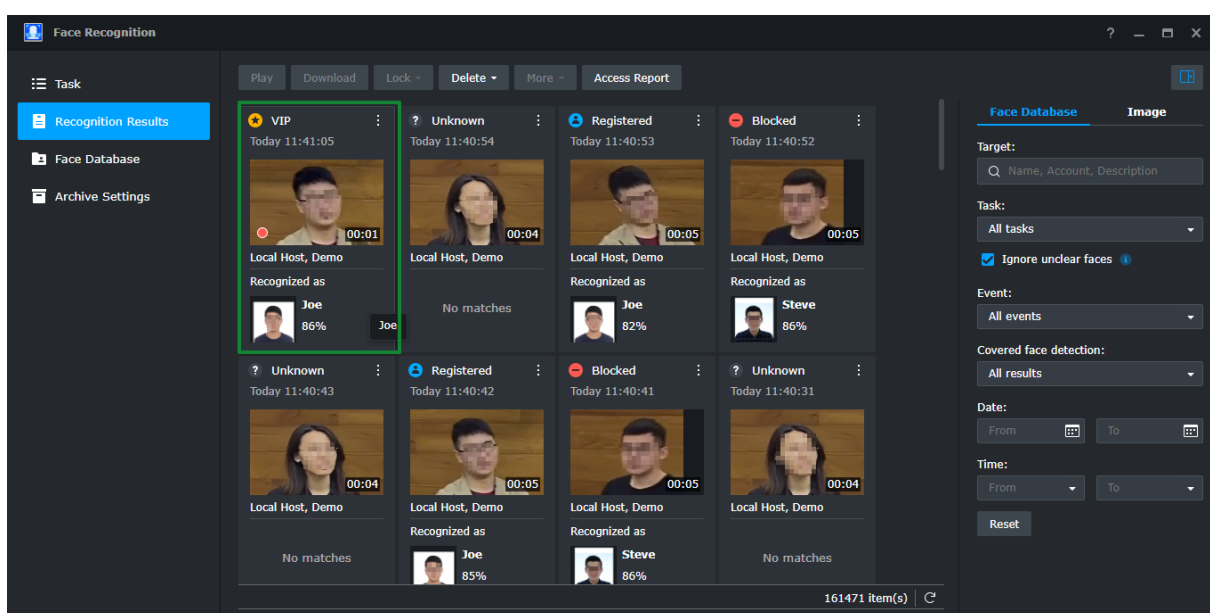 Face Recognition
?
Task
Recognition Results
Face Database
Archive Settings
Play Download Lock Delete More Access Report
VIP
Today 11:41:05
00:01
Local Host, Demo
Recognized as
Joe
86%
Joe
? Unknown
Today 11:40:54
00:04
Local Host, Demo
No matches
Registered
Today 11:40:53
00:05
Local Host, Demo
Recognized as
Joe
82%
Blocked
Today 11:40:52
00:05
Local Host, Demo
Recognized as
Steve
86%
? Unknown
Today 11:40:43
00:04
Local Host, Demo
No matches
Registered
Today 11:40:42
00:05
Local Host, Demo
Recognized as
Joe
85%
Blocked
Today 11:40:41
00:05
Local Host, Demo
Recognized as
Steve
86%
? Unknown
Today 11:40:31
00:04
Local Host, Demo
No matches
161471 item(s)
Face Database Image
Target:
Name, Account, Description
Task:
All tasks
Ignore unclear faces
Event:
All events
Covered face detection:
All results
Date:
From To
Time:
From To
Reset